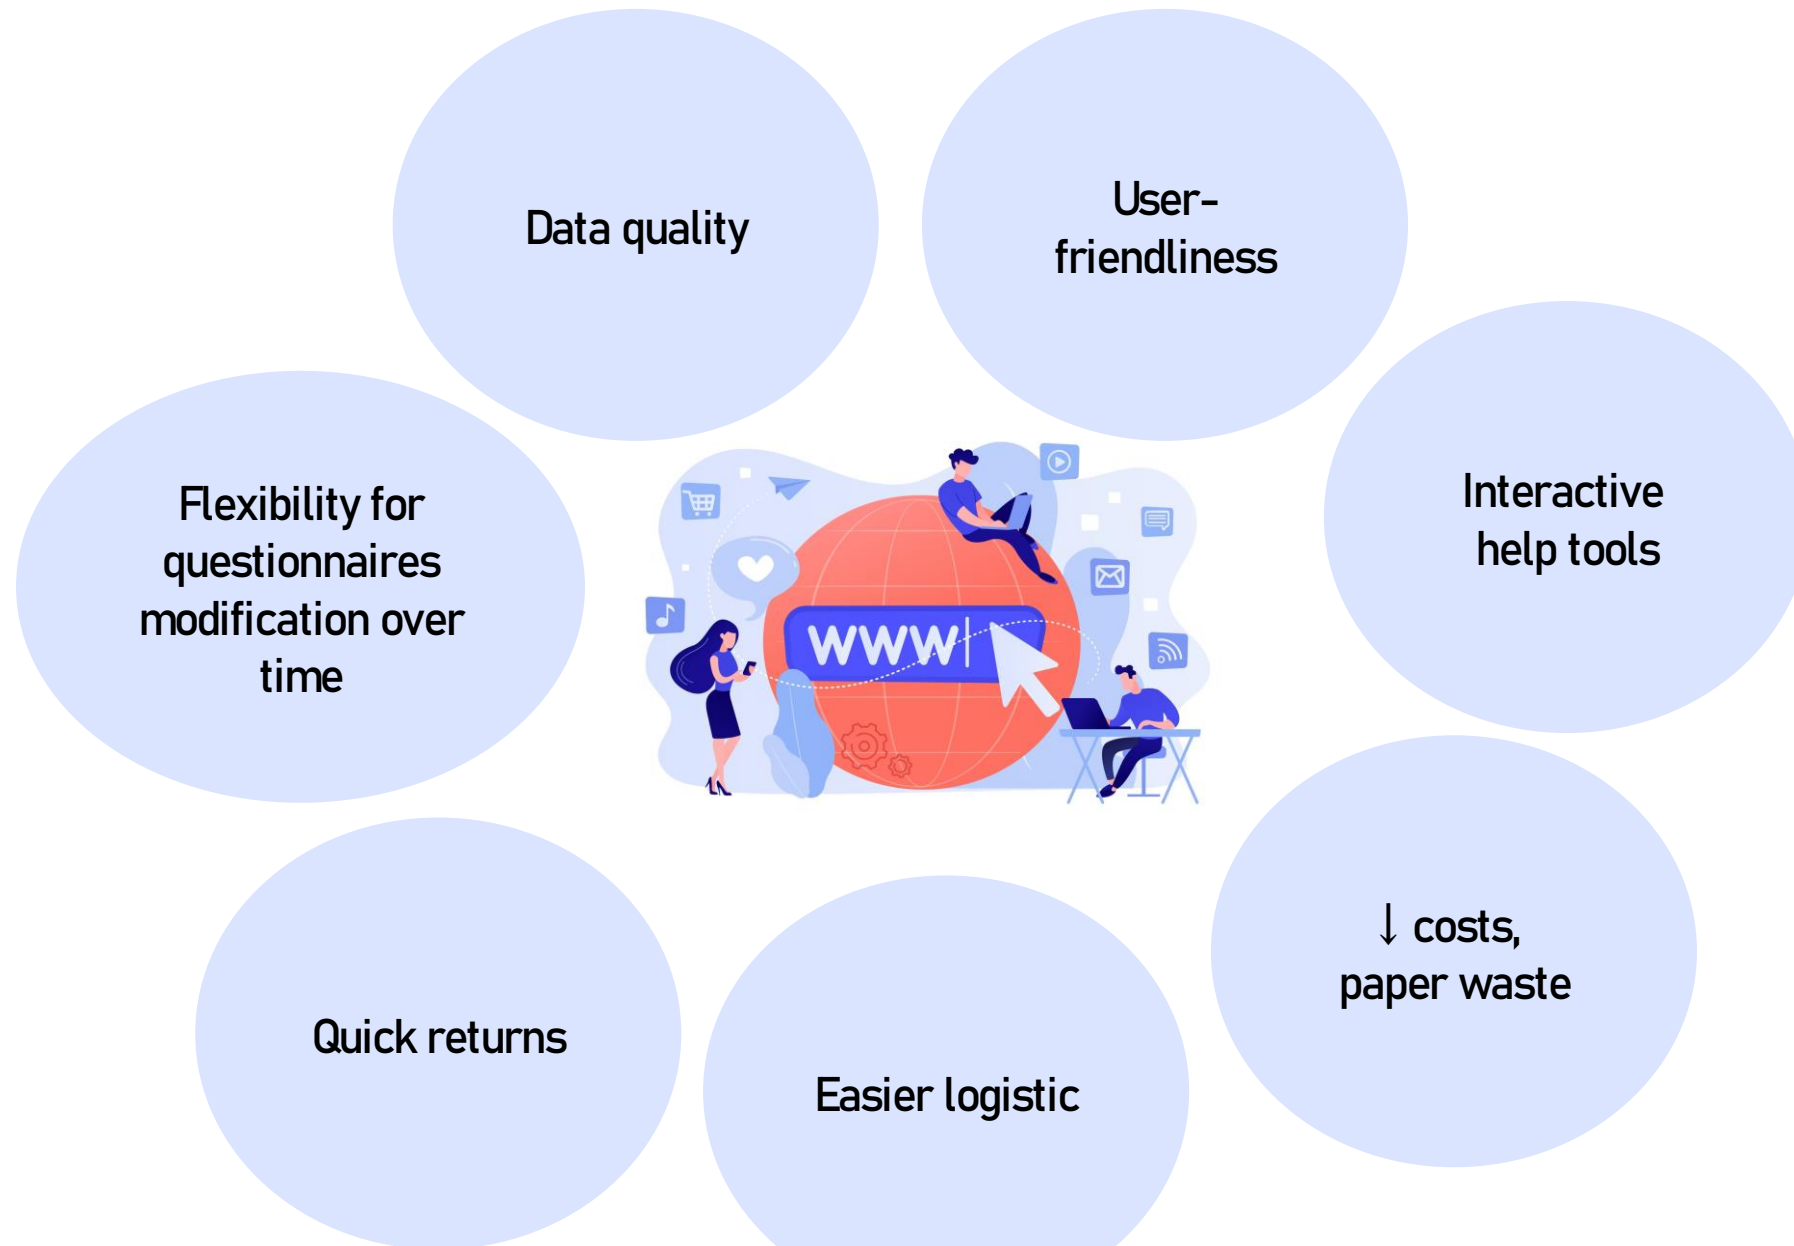 Data quality
User-
friendliness
Flexibility for
questionnaires
modification over
time
Interactive
help tools
www
↓ costs,
paper waste
Quick returns
Easier logistic